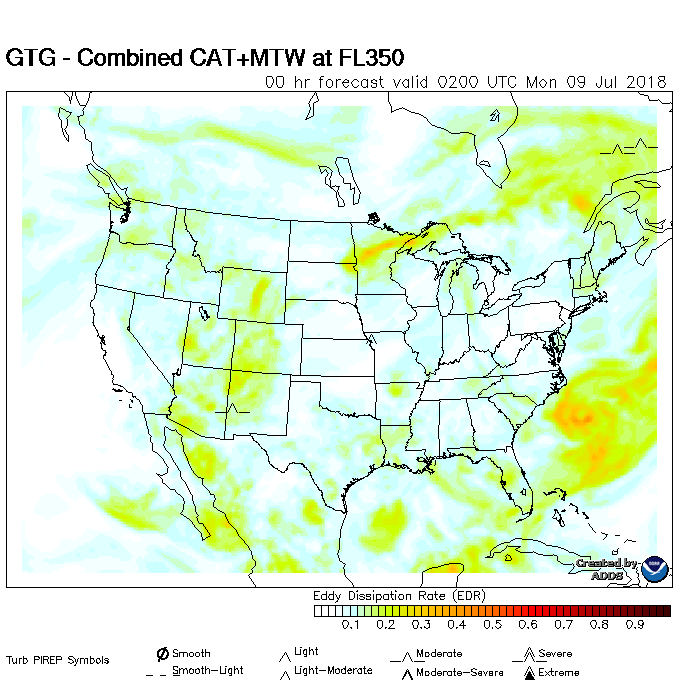 GTG - Combined CAT+MTW at FL350
00 hr forecast valid 0200 UTC Mon 09 Jul 2018
Created by
ADDS
Eddy Dissipation Rate (EDR)
0.1 0.2 0.3 0.4 0.5 0.6 0.7 0.8 0.9
Turb PIREP Symbols
Smooth Light Moderate Severe
Smooth-Light Light-Moderate Moderate-Severe Extreme